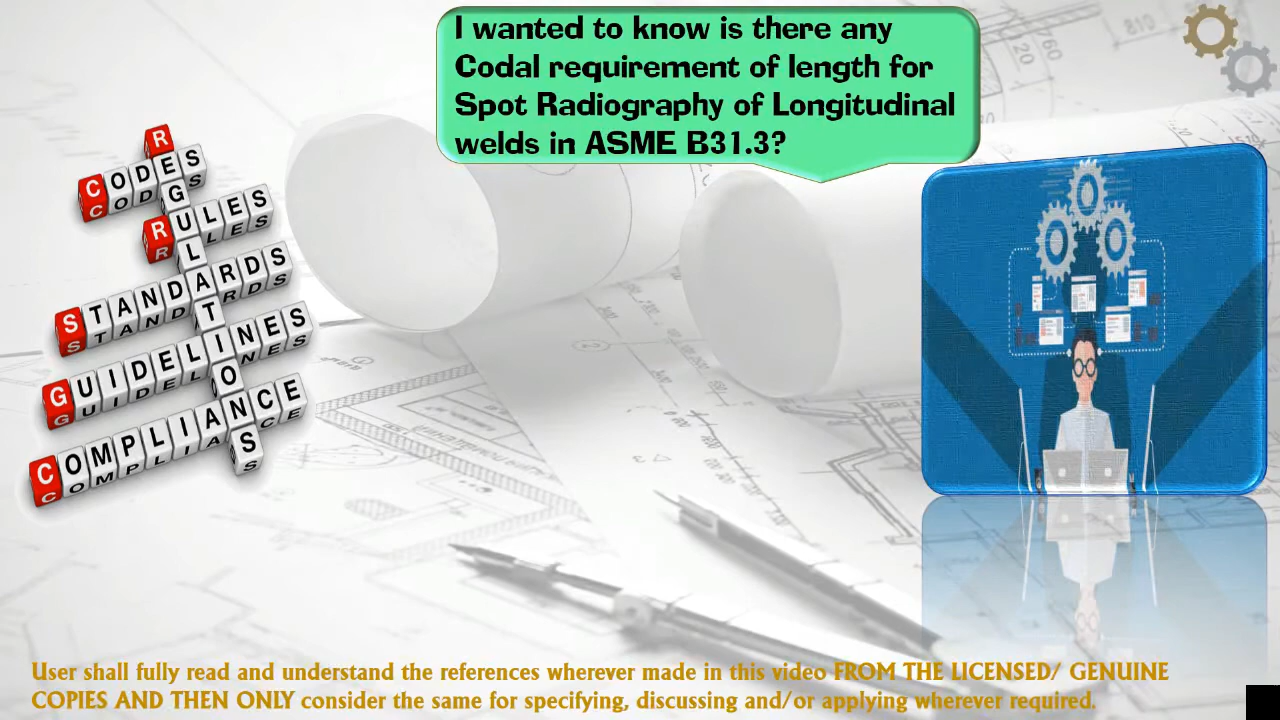 I wanted to know is there any
Codal requirement of length for
Spot Radiography of Longitudinal
welds in ASME B31.3?
CODES
RULES
STANDARDS
GUIDELINES
COMPLIANCE
REGULATIONS
User shall fully read and understand the references wherever made in this video FROM THE LICENSED/ GENUINE
COPIES AND THEN ONLY consider the same for specifying, discussing and/or applying wherever required.